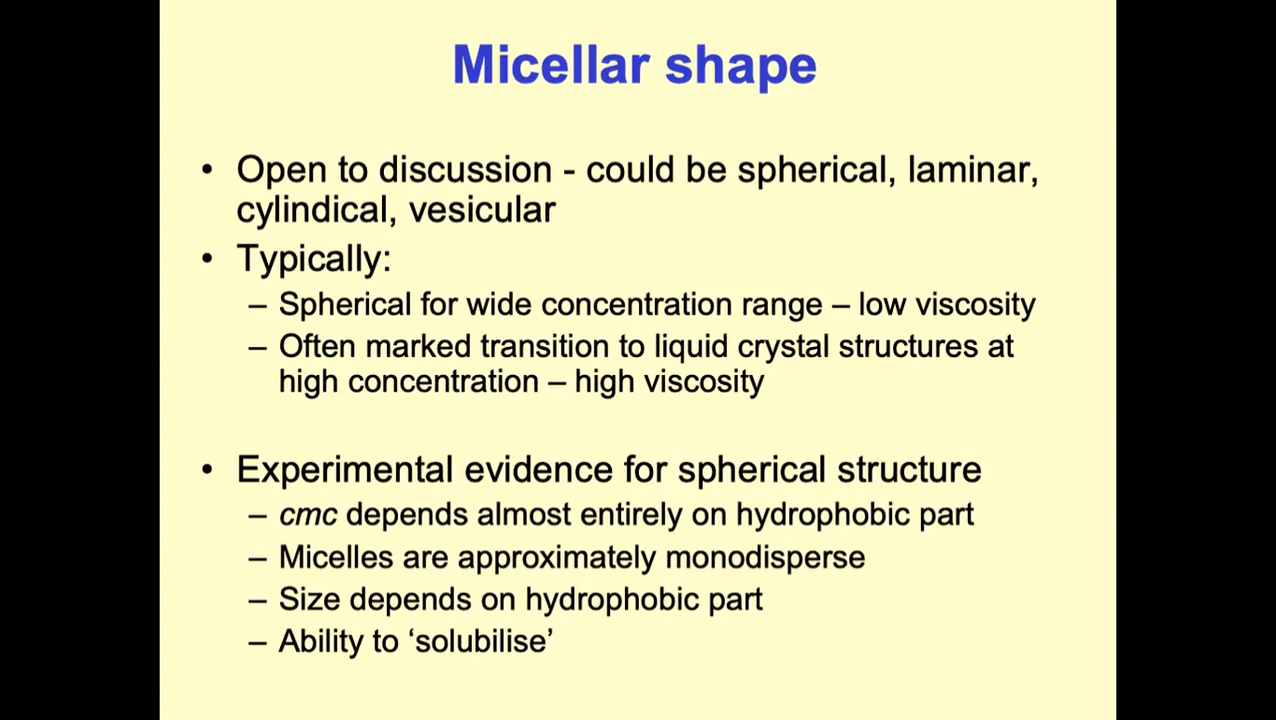 Micellar shape
• Open to discussion - could be spherical, laminar,
cylindical, vesicular
• Typically:
– Spherical for wide concentration range – low viscosity
– Often marked transition to liquid crystal structures at
high concentration – high viscosity
• Experimental evidence for spherical structure
– cmc depends almost entirely on hydrophobic part
– Micelles are approximately monodisperse
– Size depends on hydrophobic part
– Ability to ‘solubilise’